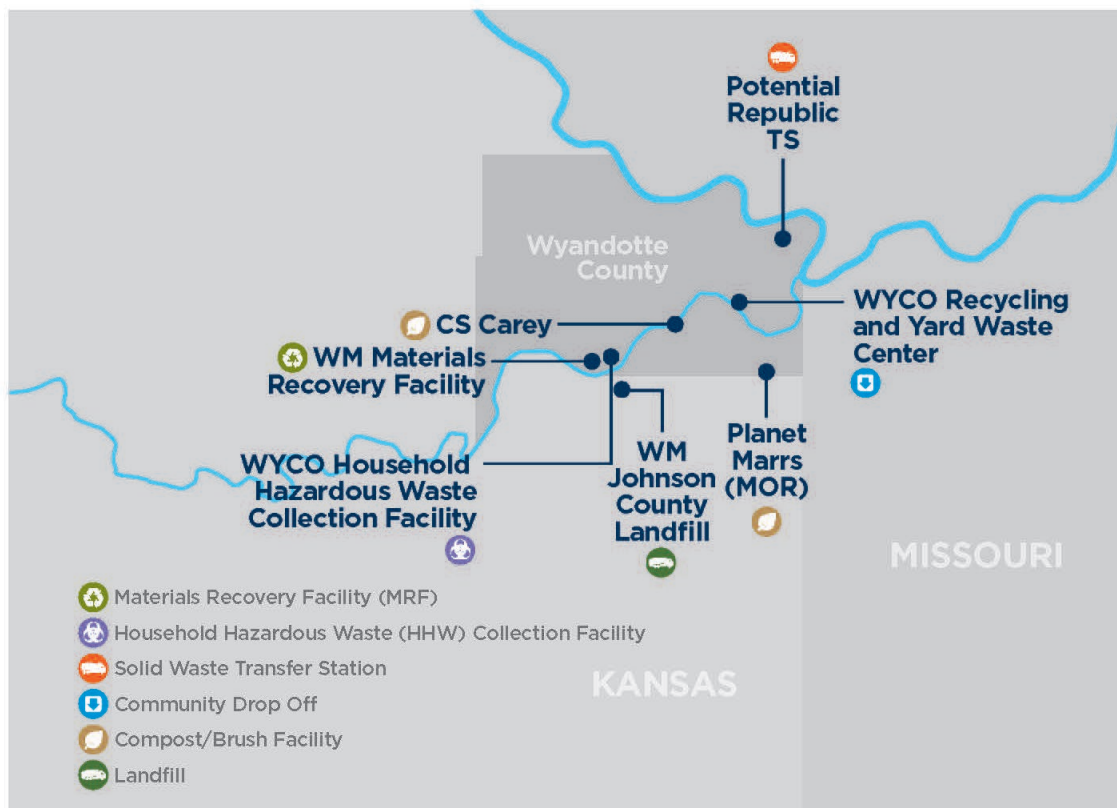 Potential
Republic
TS
Wyandotte
County
WYCO Recycling
and Yard Waste
Center
CS Carey
WM Materials
Recovery Facility
WYCO Household
Hazardous Waste
Collection Facility
WM
Johnson
County
Landfill
Planet
Marrs
(MOR)
MISSOURI
KANSAS
Materials Recovery Facility (MRF)
Household Hazardous Waste (HHW) Collection Facility
Solid Waste Transfer Station
Community Drop Off
Compost/Brush Facility
Landfill